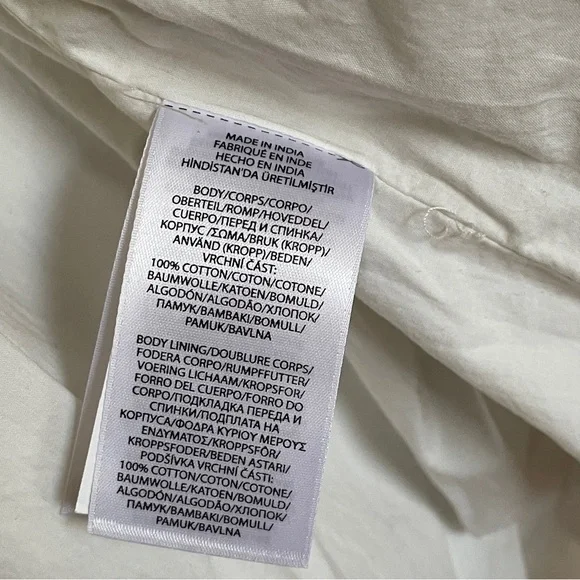 MADE IN INDIA
FABRIQUÉ EN INDE
HECHO EN INDIA
HİNDİSTAN'DA ÜRETİLMİŞTİR
BODY/CORPS/CORPO/
OBERTEIL/ROMP/HOVEDDEL/
CUERPO/ПЕРЕД И СПИНКА/
КОРПУС /ΣΩΜΑ/BRUK (KROPP)/
ANVÄND (KROPP)/BEDEN/
VRCHNÍ ČÁST:
100% COTTON/COTON/COTONE/
BAUMWOLLE/KATOEN/BOMULD/
ALGODÓN/ALGODÃO/ХЛОПОК/
ПАМУК/ΒΑΜΒΑΚΙ/BOMULL/
PAMUK/BAVLNA
BODY LINING/DOUBLURE CORPS/
FODERA CORPO/RUMPFFUTTER/
VOERING LICHAAM/KROPSFOR/
FORRO DEL CUERPO/FORRO DO
CORPO/ПОДКЛАДКА ПЕРЕДА И
СПИНКИ/ПОДПЛАТА НА
КОРПУСА/ΦΟΔΡΑ ΚΥΡΙΟΥ ΜΕΡΟΥΣ
ΕΝΔΥΜΑΤΟΣ/KROPPSFÔR/
KROPPSFODER/BEDEN ASTARI/
PODŠÍVKA VRCHNÍ ČÁSTI:
100% COTTON/COTON/COTONE/
BAUMWOLLE/KATOEN/BOMULD/
ALGODÓN/ALGODÃO/ХЛОПОК/
ПАМУК/ΒΑΜΒΑΚΙ/BOMULL/
PAMUK/BAVLNA